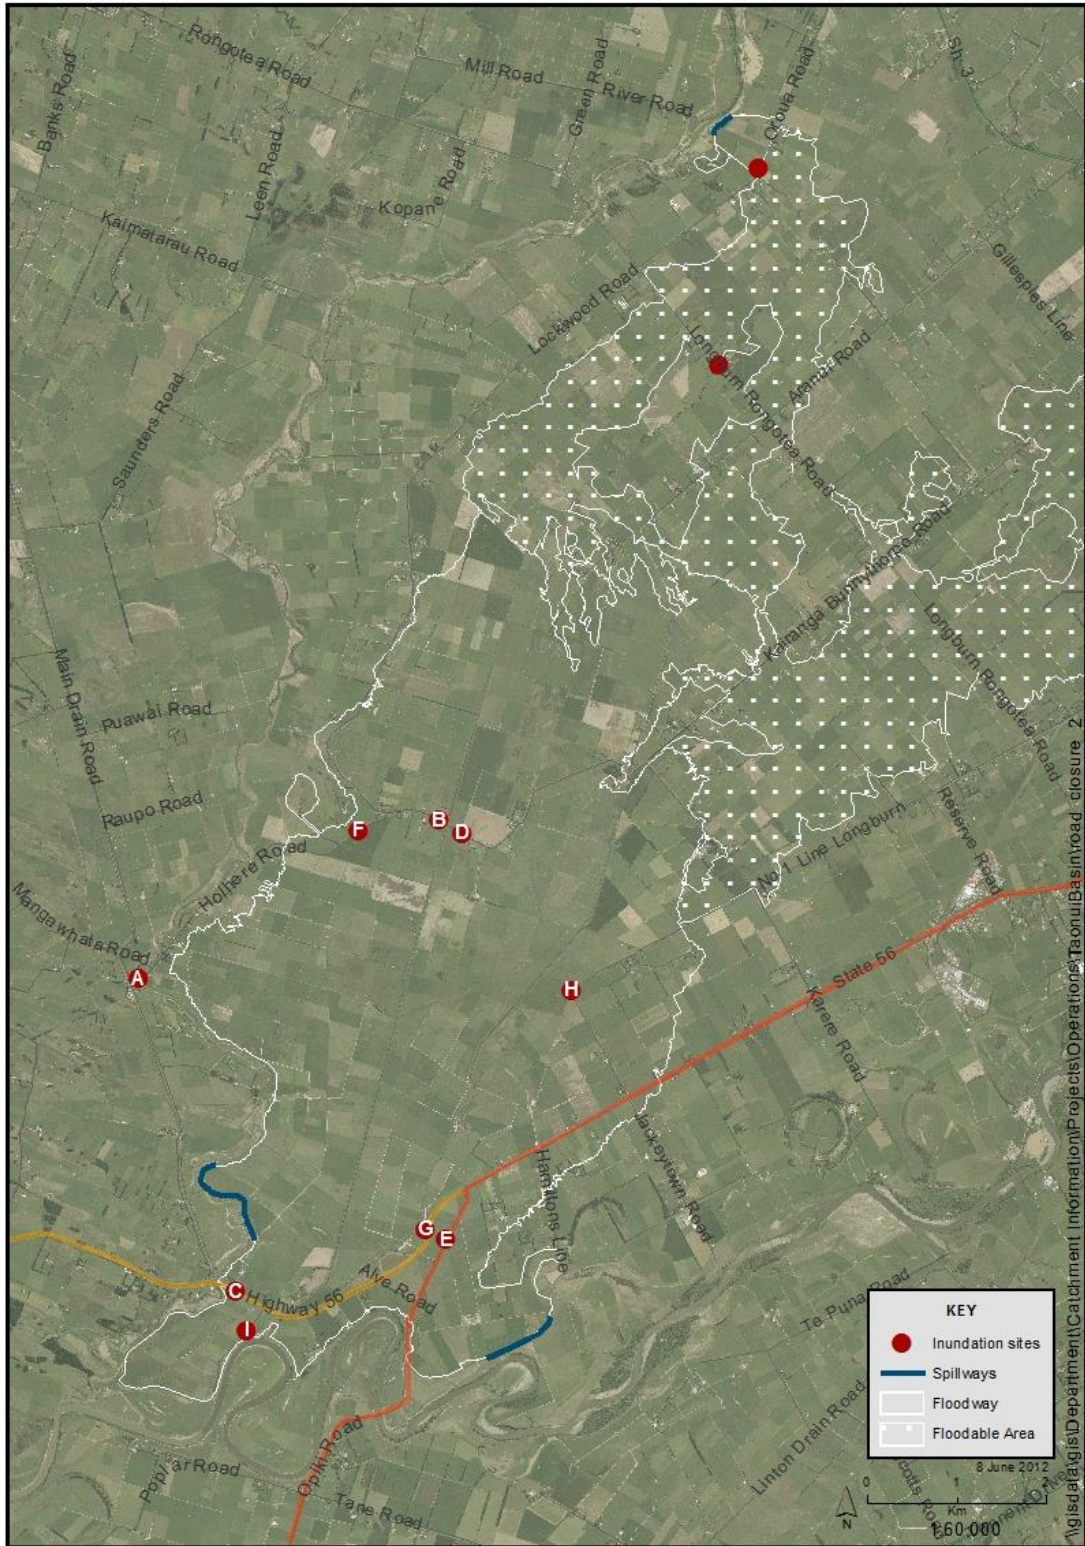 Rongotea Road
Mill Road
River Road
Green Road
Oroua Road
Sh 3
Banks Road
Leen Road
Kopane Road
Kaimatarau Road
Gillespies Line
Lockwood Road
Longburn Rongotea Road
Aranui Road
Saunders Road
Kairanga Bunnythorpe Road
Longburn Rongotea Road
Main Drain Road
Puawai Road
Raupo Road
Reserve Road
No 1 Line Longburn
F
B
D
Holhere Road
Mangawhata Road
A
H
State 56
Karere Road
Jackeytown Road
Hamiltons Line
G
E
Alve Road
C
Highway 56
I
Te Puna Road
Linton Drain Road
Poplar Road
Opiki Road
Tane Road
KEY
Inundation sites
Spillways
Floodway
Floodable Area
8 June 2012
0 1 2
Km
1:60,000
N
\\gisdata\gis\Department\Catchment Information\Projects\Operations\TaonuiBasin\road closure_2